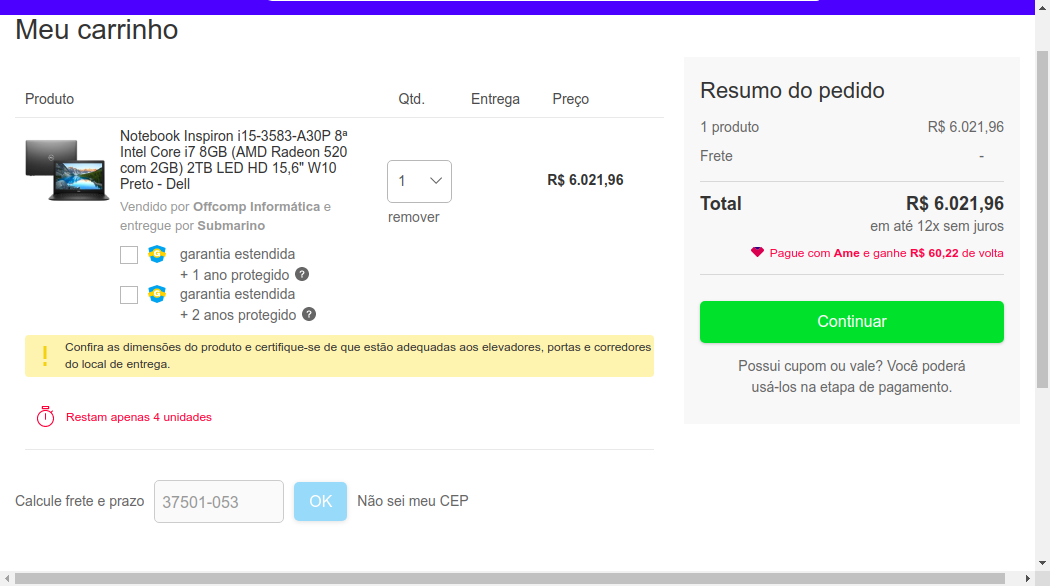 Meu carrinho
Produto Qtd. Entrega Preço
Notebook Inspiron i15-3583-A30P 8ª
Intel Core i7 8GB (AMD Radeon 520
com 2GB) 2TB LED HD 15,6" W10
Preto - Dell
Vendido por Offcomp Informática e
entregue por Submarino
1
remover
R$ 6.021,96
garantia estendida
+ 1 ano protegido ?
garantia estendida
+ 2 anos protegido ?
Confira as dimensões do produto e certifique-se de que estão adequadas aos elevadores, portas e corredores
do local de entrega.
Restam apenas 4 unidades
Calcule frete e prazo 37501-053 OK Não sei meu CEP
Resumo do pedido
1 produto R$ 6.021,96
Frete -
Total R$ 6.021,96
em até 12x sem juros
Pague com Ame e ganhe R$ 60,22 de volta
Continuar
Possui cupom ou vale? Você poderá
usá-los na etapa de pagamento.